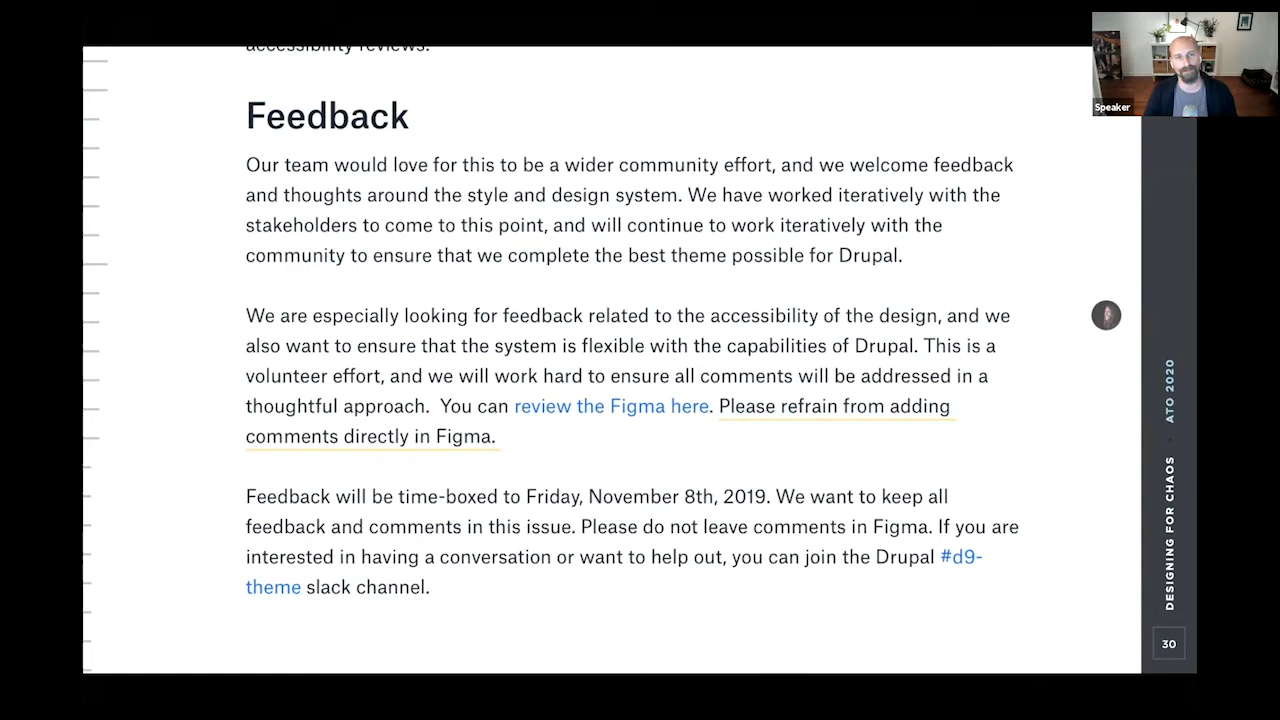 accessibility reviews.
Speaker
Feedback
Our team would love for this to be a wider community effort, and we welcome feedback
and thoughts around the style and design system. We have worked iteratively with the
stakeholders to come to this point, and will continue to work iteratively with the
community to ensure that we complete the best theme possible for Drupal.
We are especially looking for feedback related to the accessibility of the design, and we
also want to ensure that the system is flexible with the capabilities of Drupal. This is a
volunteer effort, and we will work hard to ensure all comments will be addressed in a
thoughtful approach.  You can review the Figma here. Please refrain from adding
comments directly in Figma.
Feedback will be time-boxed to Friday, November 8th, 2019. We want to keep all
feedback and comments in this issue. Please do not leave comments in Figma. If you are
interested in having a conversation or want to help out, you can join the Drupal #d9-
theme slack channel.
DESIGNING FOR CHAOS - ATO 2020
30